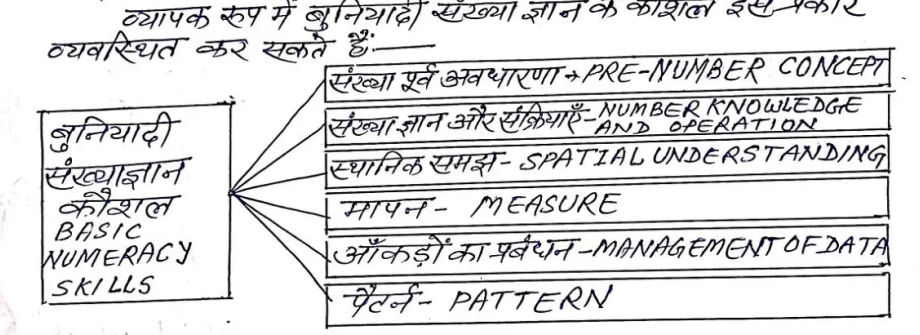 व्यापक रूप में बुनियादी संख्या ज्ञान के कौशल इस प्रकार
व्यवस्थित कर सकते हैं:—
बुनियादी
संख्याज्ञान
कौशल
BASIC
NUMERACY
SKILLS
संख्या पूर्व अवधारणा → PRE-NUMBER CONCEPT
संख्या ज्ञान और संक्रियाएँ - NUMBER KNOWLEDGE
AND OPERATION
स्थानिक समझ - SPATIAL UNDERSTANDING
मापन - MEASURE
आँकड़ों का प्रबंधन - MANAGEMENT OF DATA
पैटर्न - PATTERN